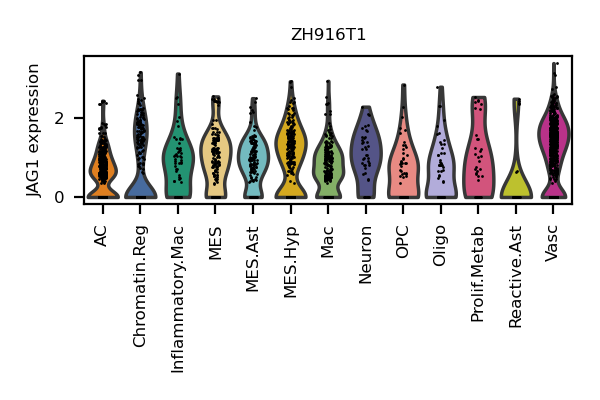 ZH916T1
JAG1 expression
2
0
AC
Chromatin.Reg
Inflammatory.Mac
MES
MES.Ast
MES.Hyp
Mac
Neuron
OPC
Oligo
Prolif.Metab
Reactive.Ast
Vasc